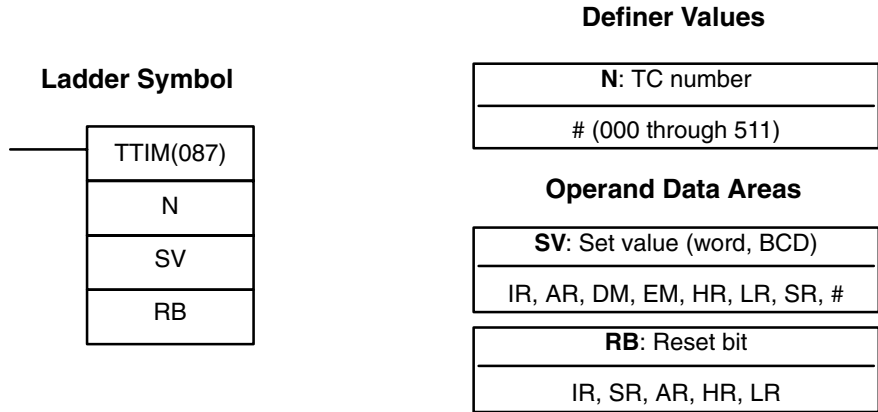 Ladder Symbol
TTIM(087)
N
SV
RB
Definer Values
N: TC number
# (000 through 511)
Operand Data Areas
SV: Set value (word, BCD)
IR, AR, DM, EM, HR, LR, SR, #
RB: Reset bit
IR, SR, AR, HR, LR